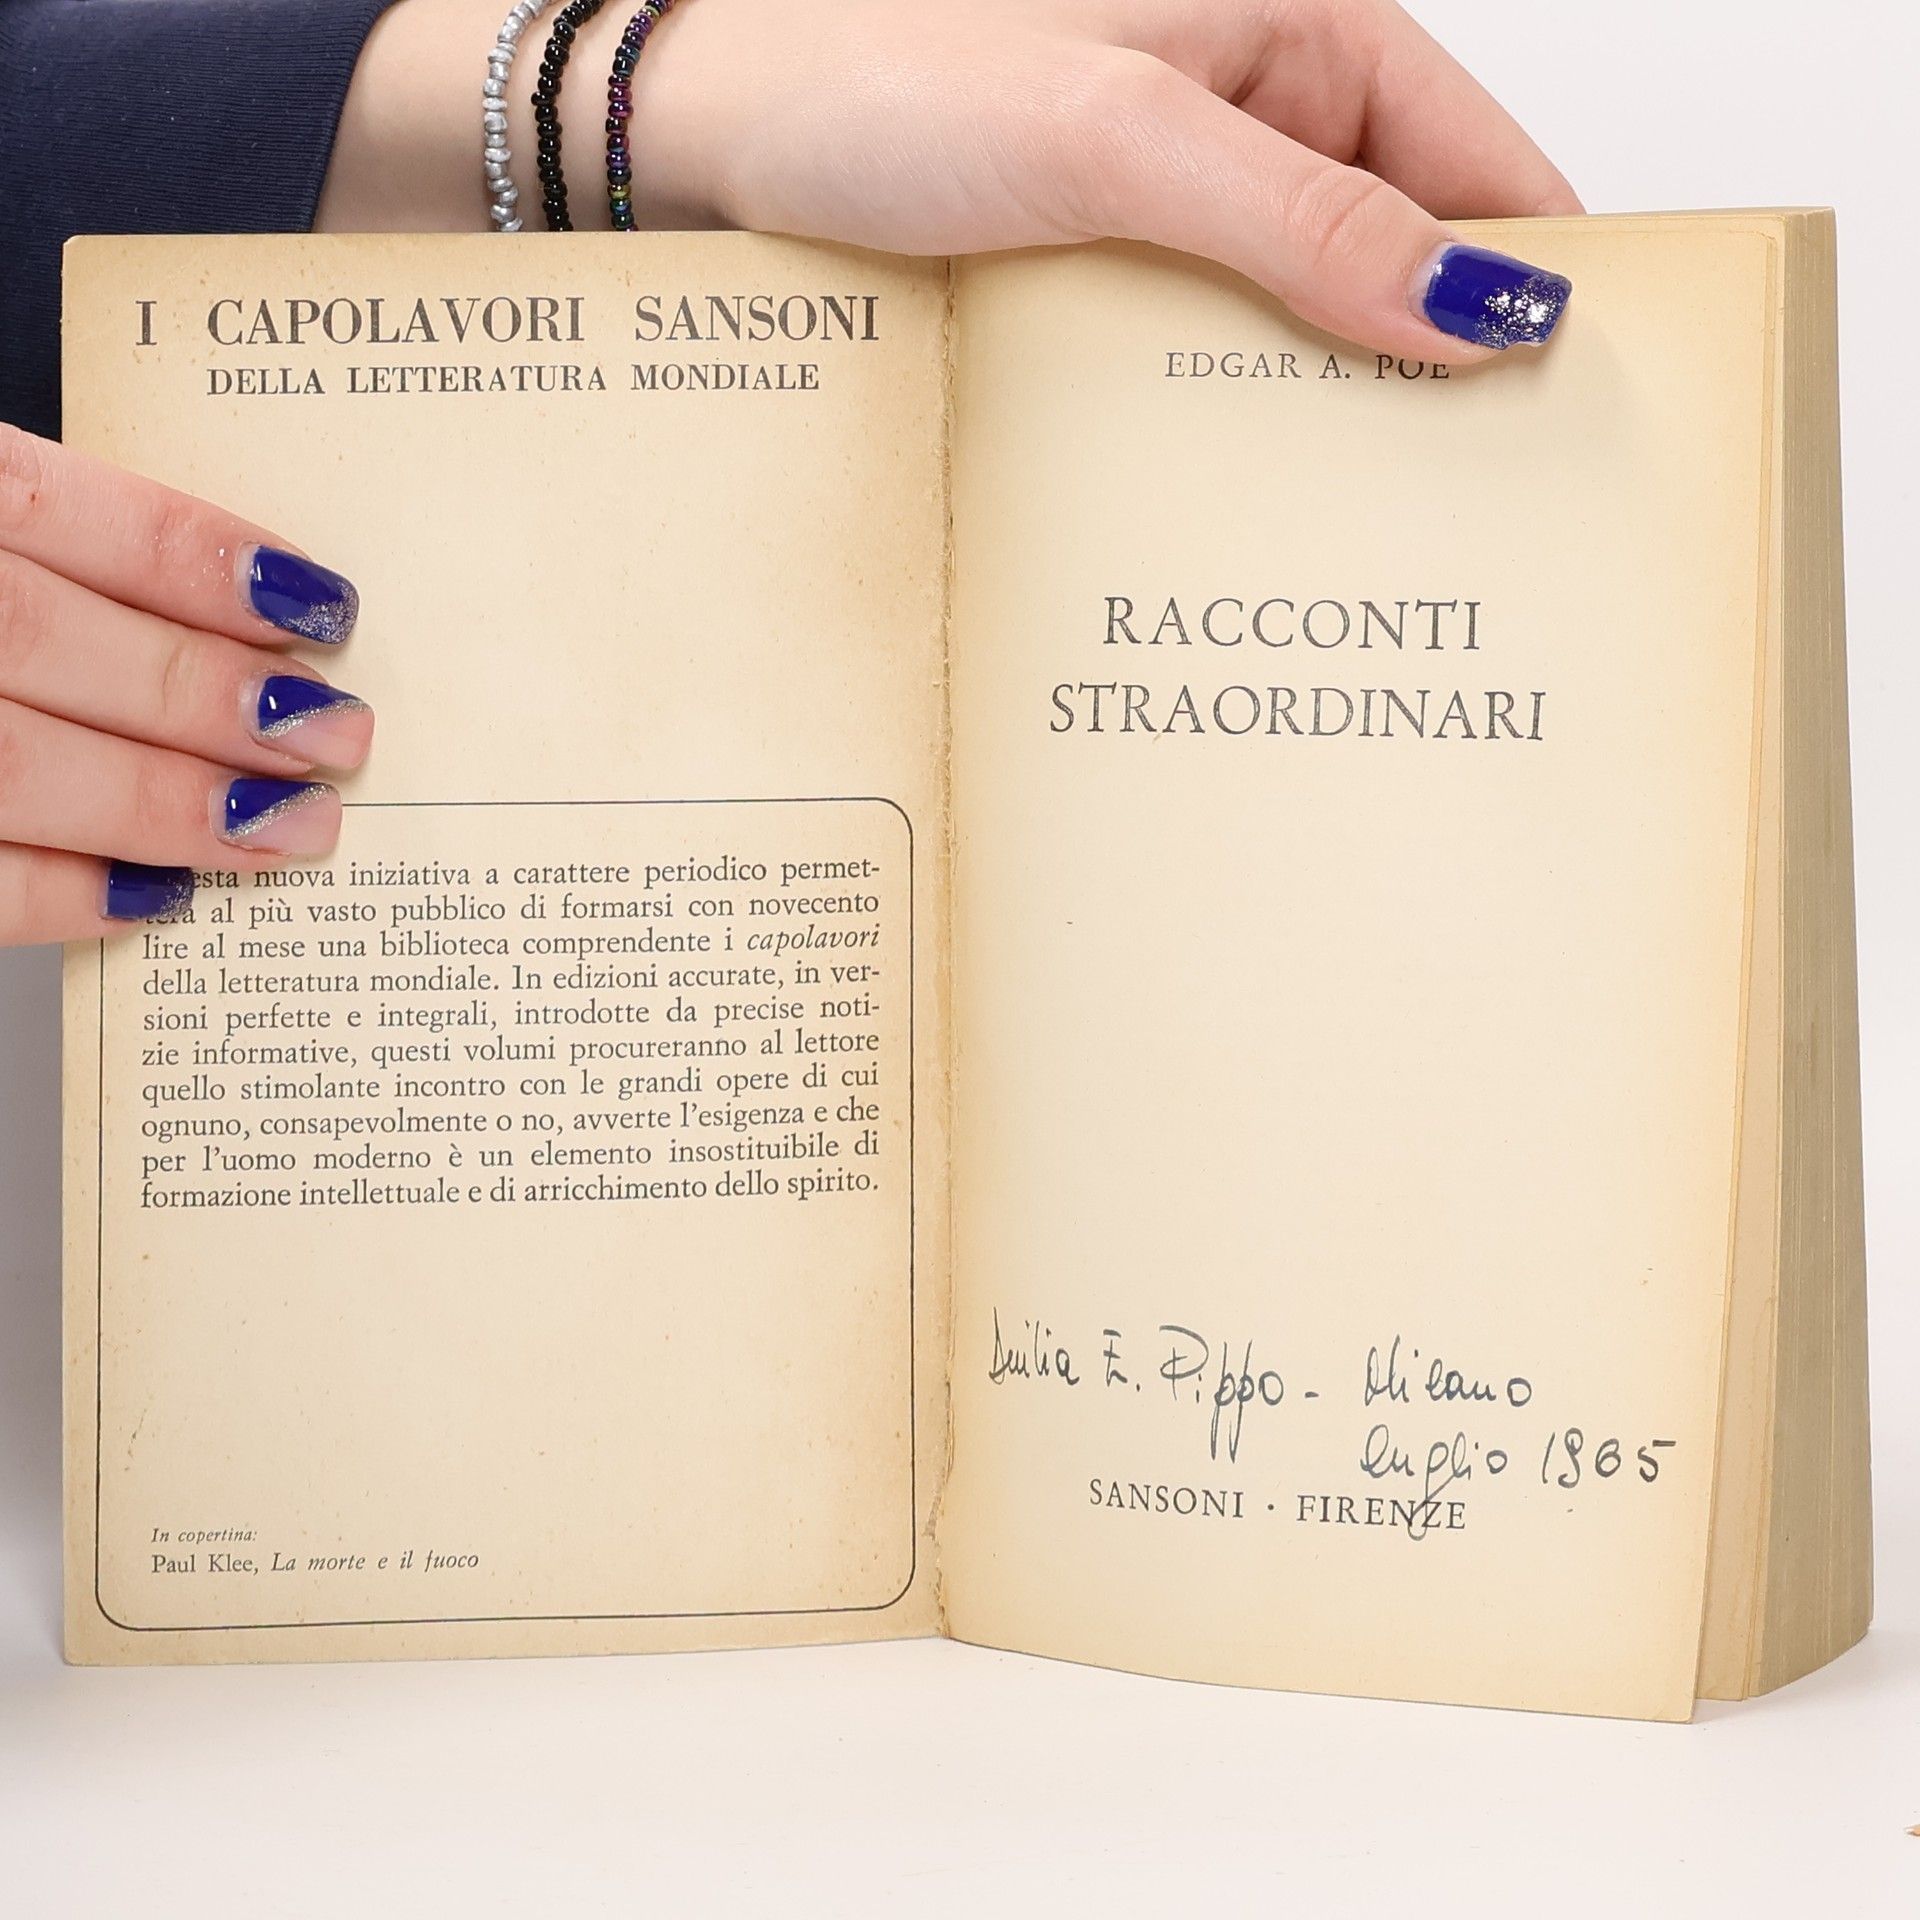 I CAPOLAVORI SANSONI
DELLA LETTERATURA MONDIALE
esta nuova iniziativa a carattere periodico permet-
al più vasto pubblico di formarsi con novecento
lire al mese una biblioteca comprendente i capolavori
della letteratura mondiale. In edizioni accurate, in ver-
sioni perfette e integrali, introdotte da precise noti-
zie informative, questi volumi procureranno al lettore
quello stimolante incontro con le grandi opere di cui
ognuno, consapevolmente o no, avverte l'esigenza e che
per l'uomo moderno è un elemento insostituibile di
formazione intellettuale e di arricchimento dello spirito.
In copertina:
Paul Klee, La morte e il fuoco
EDGAR A. POE
RACCONTI
STRAORDINARI
E. Pippo - Milano
luglio 1965
SANSONI · FIRENZE